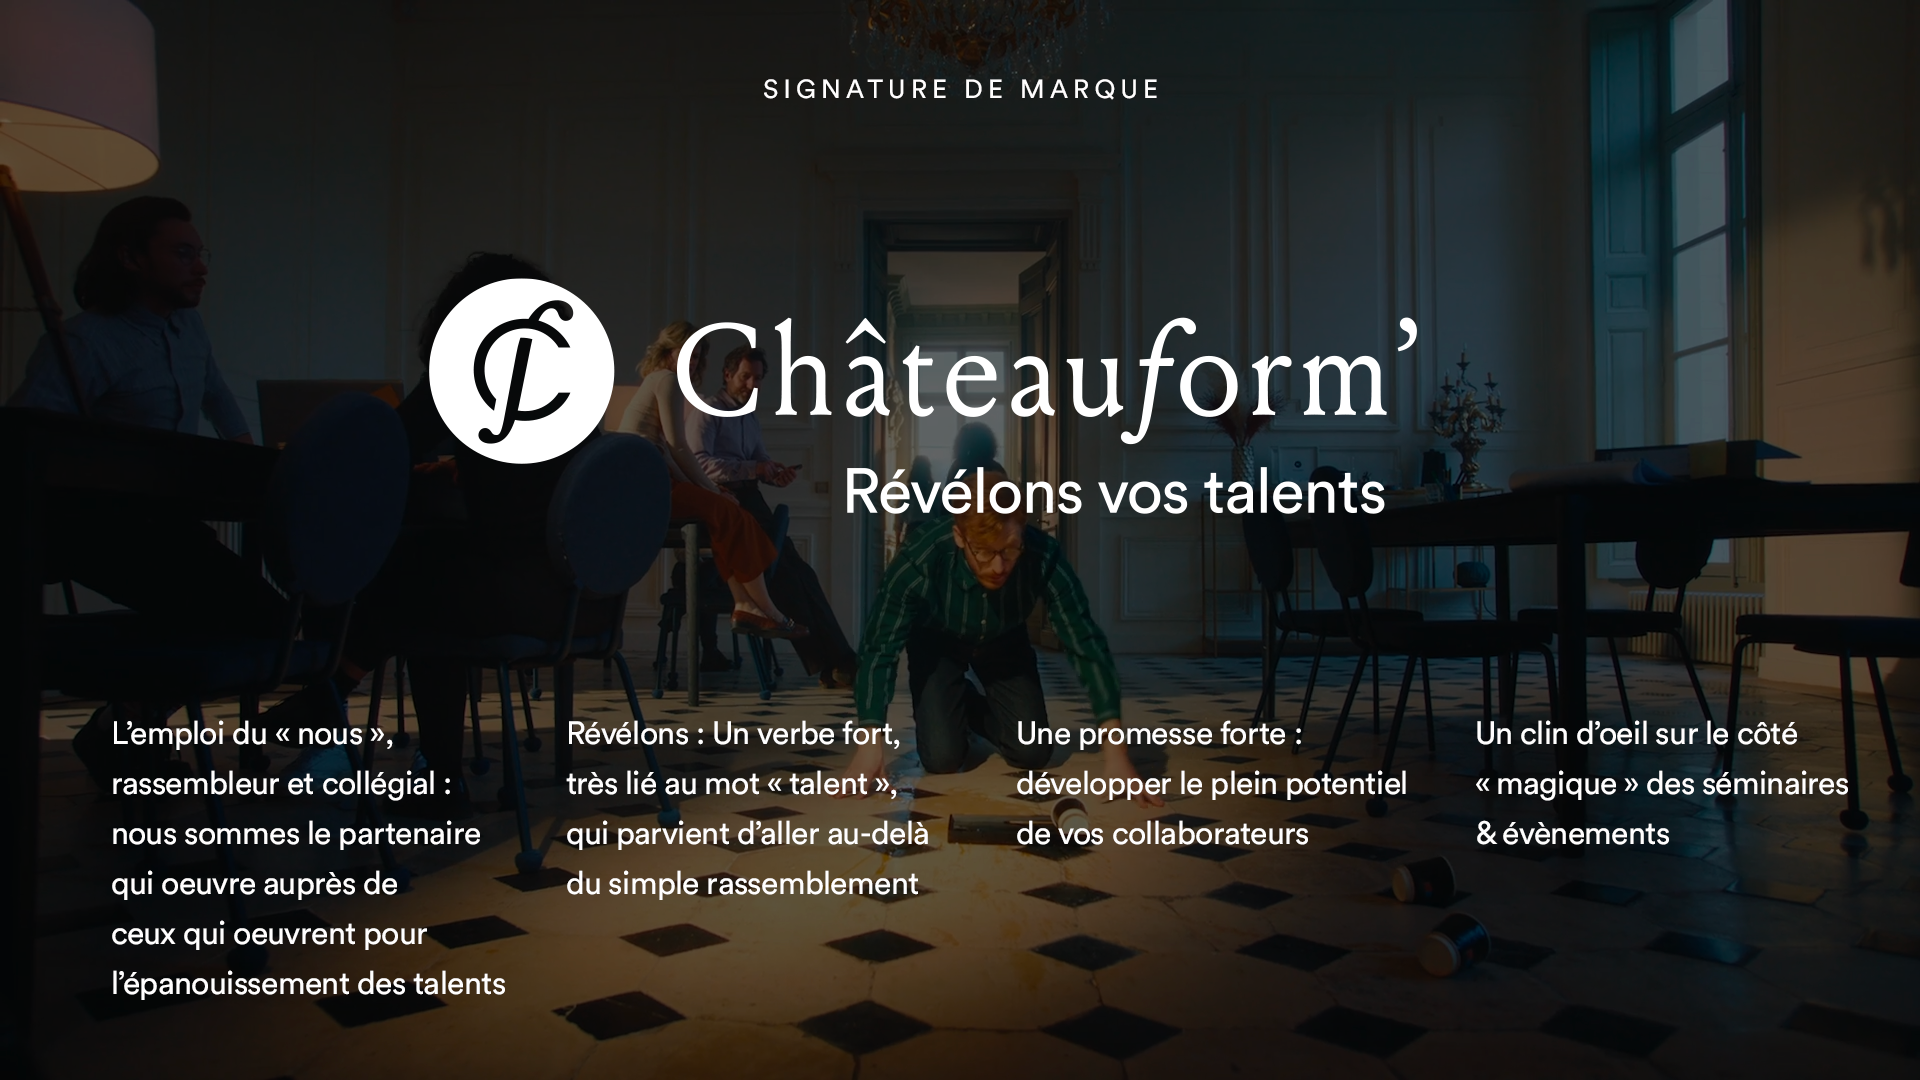 SIGNATURE DE MARQUE
Châteauform’
Révélons vos talents
L’emploi du « nous »,
rassembleur et collégial :
nous sommes le partenaire
qui oeuvre auprès de
ceux qui oeuvrent pour
l’épanouissement des talents
Révélons : Un verbe fort,
très lié au mot « talent »,
qui parvient d’aller au-delà
du simple rassemblement
Une promesse forte :
développer le plein potentiel
de vos collaborateurs
Un clin d’oeil sur le côté
« magique » des séminaires
& évènements